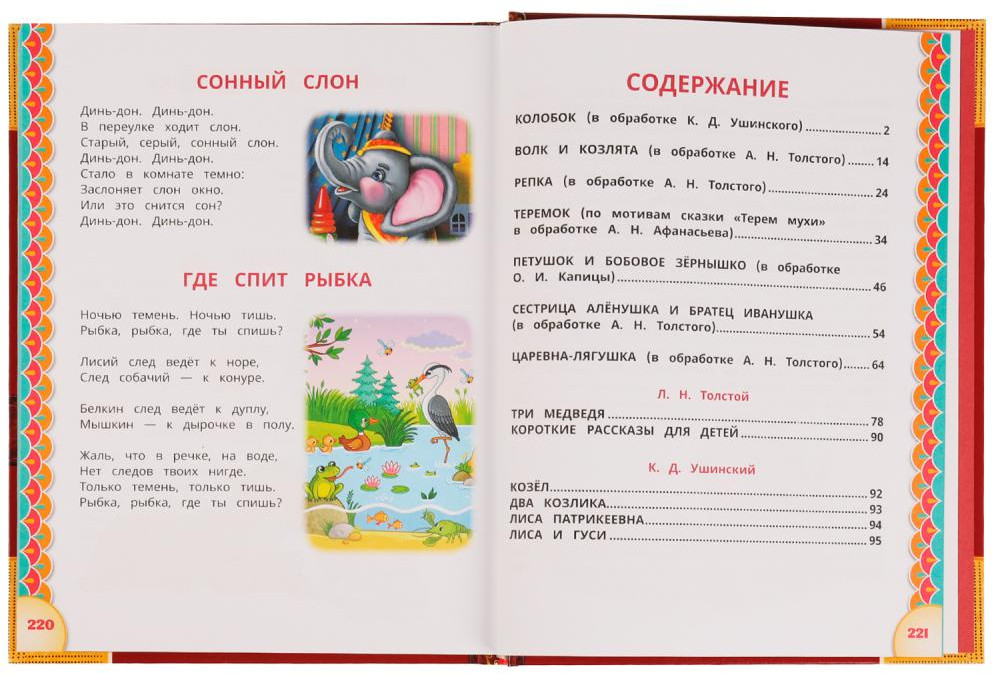 СОННЫЙ СЛОН
Динь-дон. Динь-дон.
В переулке ходит слон.
Старый, серый, сонный слон.
Динь-дон. Динь-дон.
Стало в комнате темно:
Заслоняет слон окно.
Или это снится сон?
Динь-дон. Динь-дон.
ГДЕ СПИТ РЫБКА
Ночью темень. Ночью тишь.
Рыбка, рыбка, где ты спишь?
Лисий след ведёт к норе,
След собачий — к конуре.
Белкин след ведёт к дуплу,
Мышкин — к дырочке в полу.
Жаль, что в речке, на воде,
Нет следов твоих нигде.
Только темень, только тишь.
Рыбка, рыбка, где ты спишь?
220
СОДЕРЖАНИЕ
КОЛОБОК (в обработке К. Д. Ушинского)....................2
ВОЛК И КОЗЛЯТА (в обработке А. Н. Толстого).......14
РЕПКА (в обработке А. Н. Толстого)............................24
ТЕРЕМОК (по мотивам сказки «Терем мухи»
в обработке А. Н. Афанасьева)...................................34
ПЕТУШОК И БОБОВОЕ ЗЁРНЫШКО (в обработке
О. И. Капицы)................................................................46
СЕСТРИЦА АЛЁНУШКА И БРАТЕЦ ИВАНУШКА
(в обработке А. Н. Толстого).......................................54
ЦАРЕВНА-ЛЯГУШКА (в обработке А. Н. Толстого).......64
Л. Н. Толстой
ТРИ МЕДВЕДЯ................................................................78
КОРОТКИЕ РАССКАЗЫ ДЛЯ ДЕТЕЙ................................90
К. Д. Ушинский
КОЗЁЛ............................................................................92
ДВА КОЗЛИКА................................................................93
ЛИСА ПАТРИКЕЕВНА.......................................................94
ЛИСА И ГУСИ..................................................................95
221